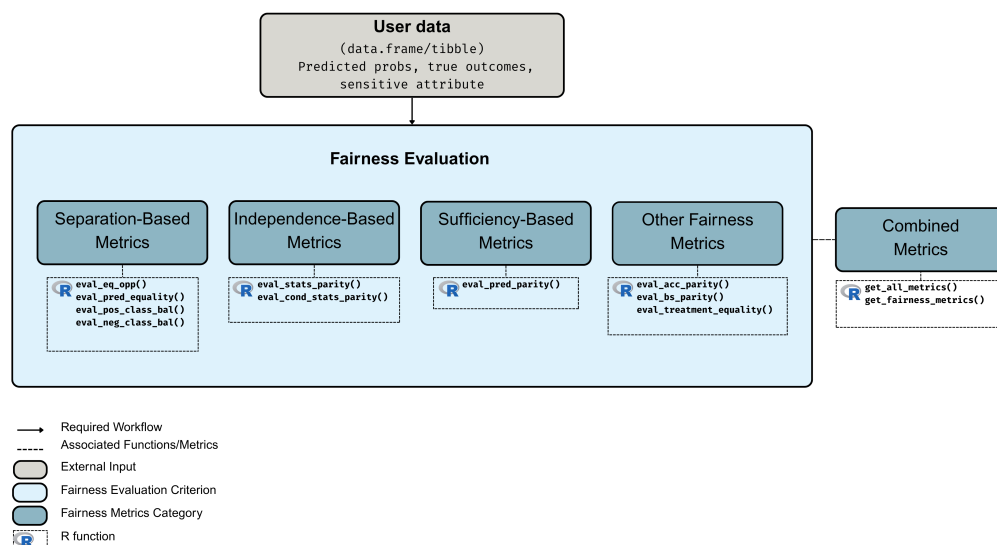 User data
(data.frame/tibble)
Predicted probs, true outcomes,
sensitive attribute
Fairness Evaluation
Separation-Based
Metrics
eval_eq_opp()
eval_pred_equality()
eval_pos_class_bal()
eval_neg_class_bal()
Independence-Based
Metrics
eval_stats_parity()
eval_cond_stats_parity()
Sufficiency-Based
Metrics
eval_pred_parity()
Other Fairness
Metrics
eval_acc_parity()
eval_bs_parity()
eval_treatment_equality()
Combined
Metrics
get_all_metrics()
get_fairness_metrics()
Required Workflow
Associated Functions/Metrics
External Input
Fairness Evaluation Criterion
Fairness Metrics Category
R function